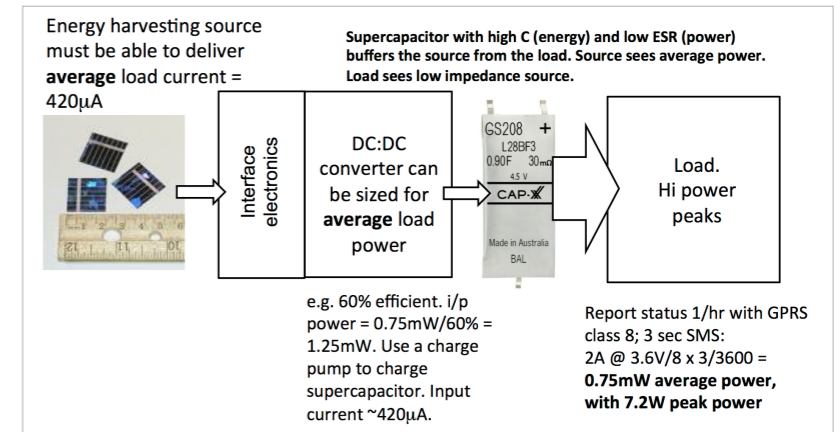 Energy harvesting source
must be able to deliver
average load current =
420µA
Supercapacitor with high C (energy) and low ESR (power)
buffers the source from the load. Source sees average power.
Load sees low impedance source.
Interface
electronics
DC:DC
converter can
be sized for
average load
power
GS208 +
L28BF3
0.90F 30mΩ
4.5 V
CAP-XX
Made in Australia
BAL
Load.
Hi power
peaks
e.g. 60% efficient. i/p
power = 0.75mW/60% =
1.25mW. Use a charge
pump to charge
supercapacitor. Input
current ~420µA.
Report status 1/hr with GPRS
class 8; 3 sec SMS:
2A @ 3.6V/8 x 3/3600 =
0.75mW average power,
with 7.2W peak power